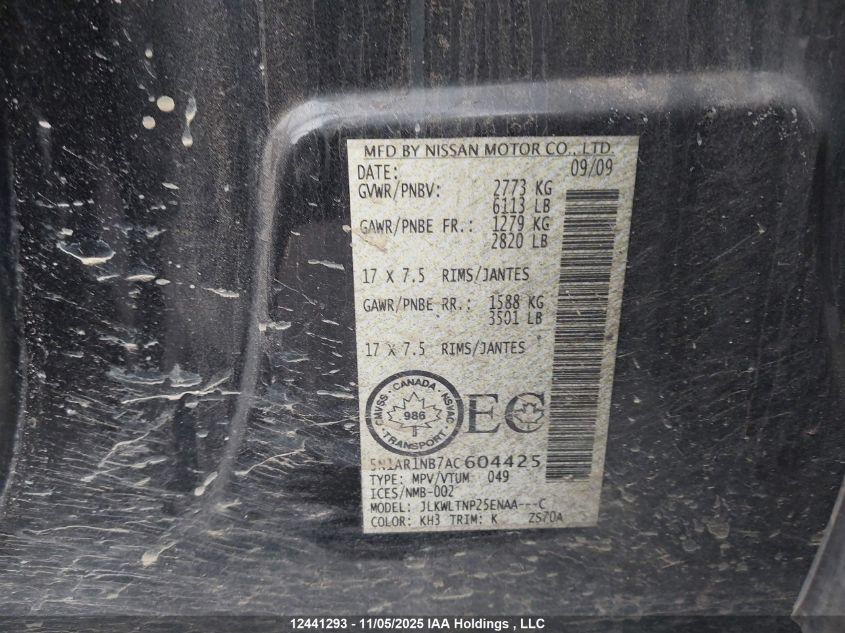 MFD BY NISSAN MOTOR CO., LTD.
DATE: 09/09
GVWR/PNBV: 2773 KG
6113 LB
GAWR/PNBE FR.: 1279 KG
2820 LB
17 X 7.5 RIMS/JANTES
GAWR/PNBE RR.: 1588 KG
3501 LB
17 X 7.5 RIMS/JANTES
CANADA
CMVSS · NSVAC
986
TRANSPORT
EC
5N1AR1NB7AC604425
TYPE: MPV/VTUM 049
ICES/NMB-002
MODEL: JLKWLTNP25ENAA---C
COLOR: KH3 TRIM: K ZS70A
12441293 - 11/05/2025 IAA Holdings , LLC